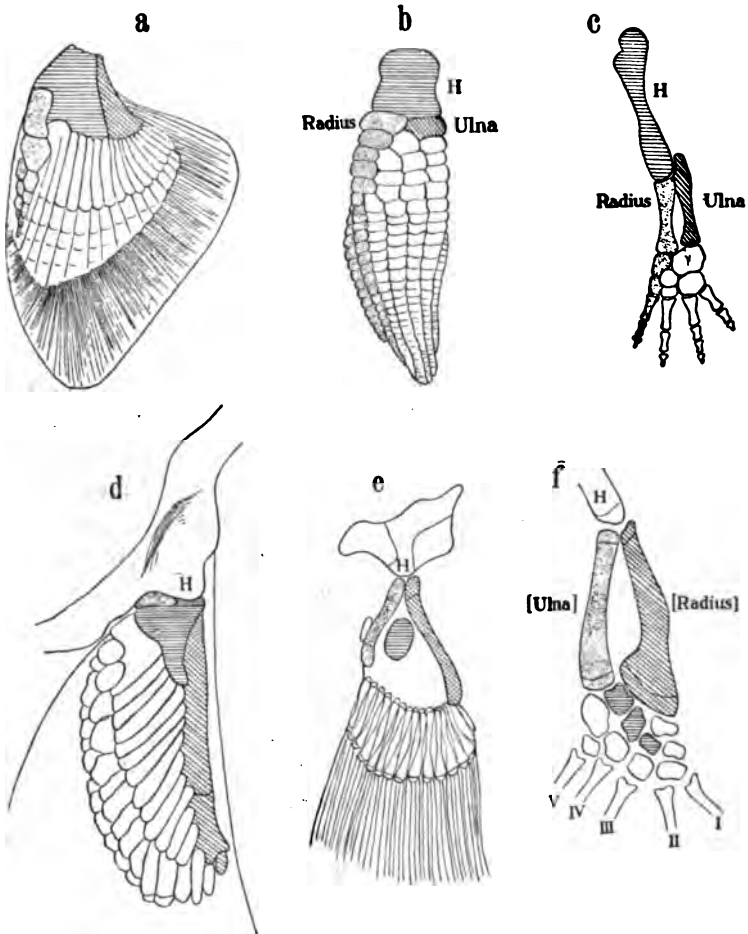 a
b
c
H
Radius
Ulna
H
Radius
Ulna
γ
d
e
f
H
H
H
[Ulna]
[Radius]
V
IV
III
II
I